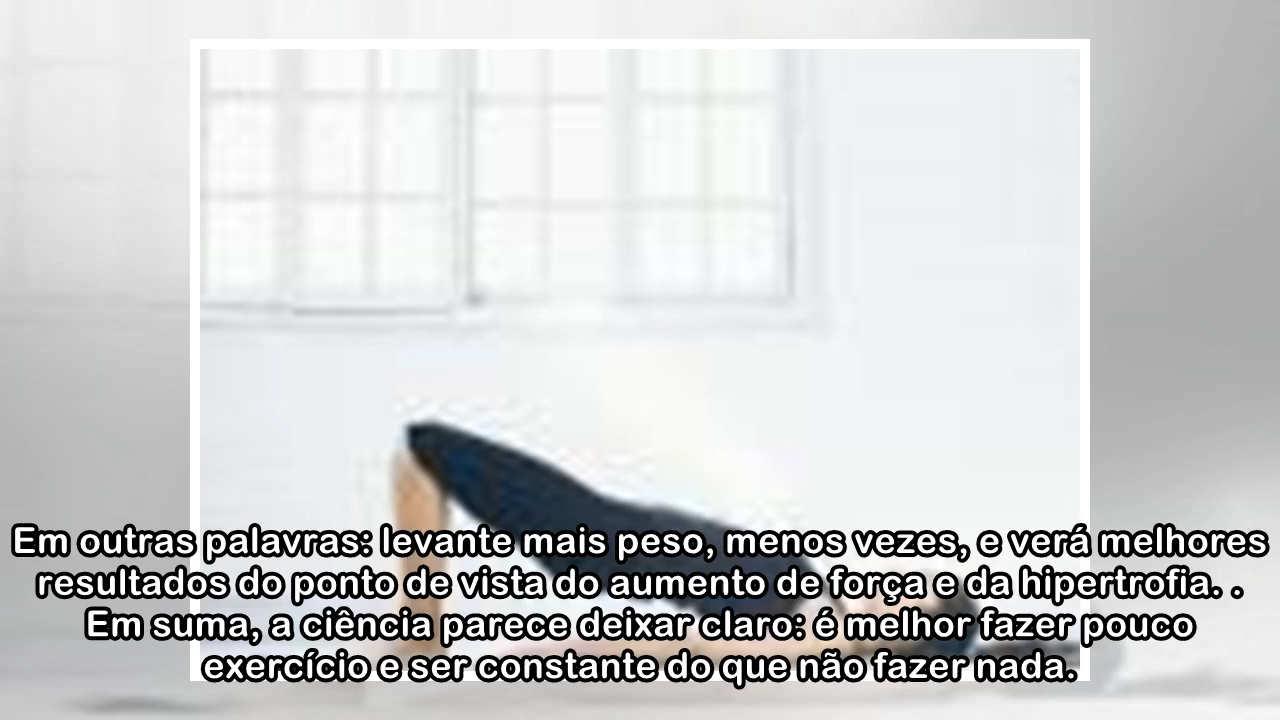 Em outras palavras: levante mais peso, menos vezes, e verá melhores
resultados do ponto de vista do aumento de força e da hipertrofia. .
Em suma, a ciência parece deixar claro: é melhor fazer pouco
exercício e ser constante do que não fazer nada.